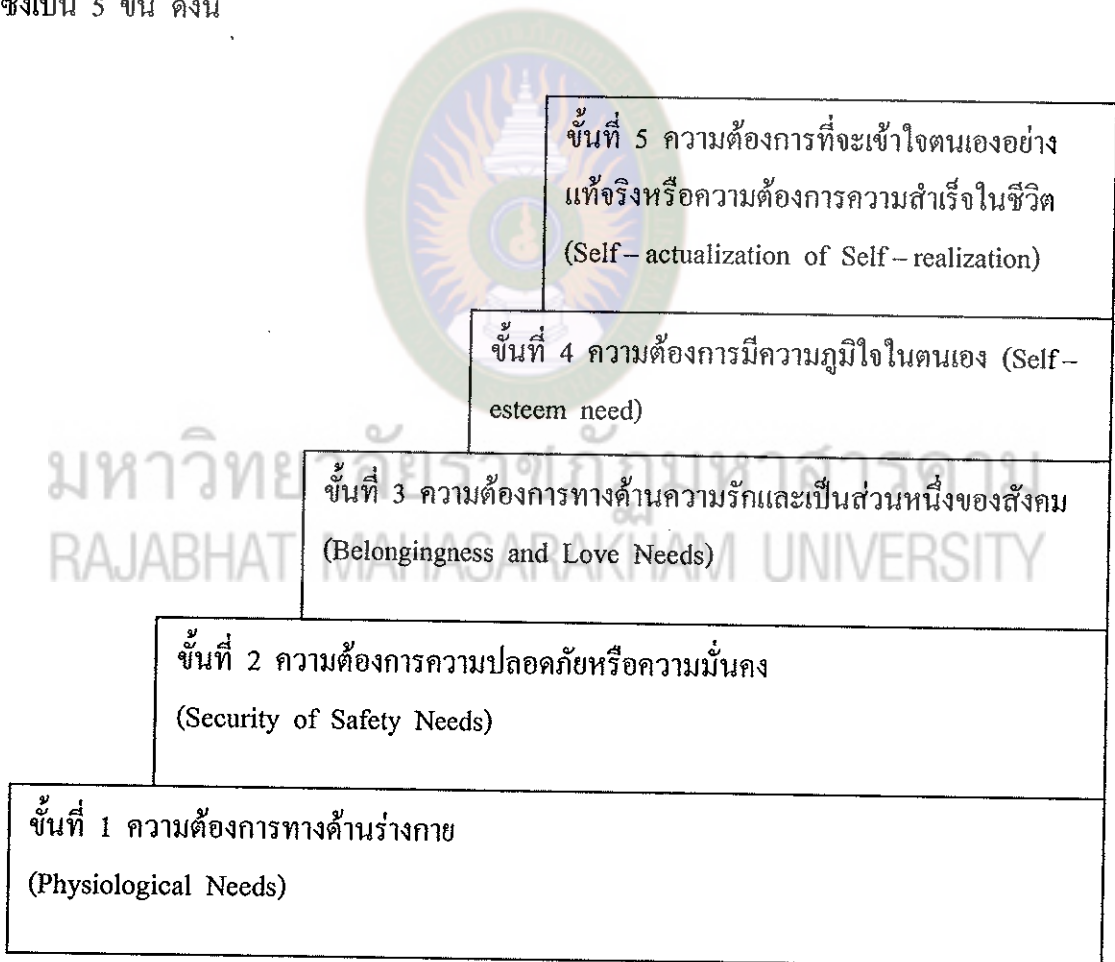 ซึ่งเป็น 5 ขั้น ดังนี้
ขั้นที่ 5 ความต้องการที่จะเข้าใจตนเองอย่าง
แท้จริงหรือความต้องการความสำเร็จในชีวิต
(Self – actualization of Self – realization)
ขั้นที่ 4 ความต้องการมีความภูมิใจในตนเอง (Self –
esteem need)
มหาวิทยาลัยราชภัฏมหาสารคาม
ขั้นที่ 3 ความต้องการทางด้านความรักและเป็นส่วนหนึ่งของสังคม
(Belongingness and Love Needs)
RAJABHAT MAHASARAKHAM UNIVERSITY
ขั้นที่ 2 ความต้องการความปลอดภัยหรือความมั่นคง
(Security of Safety Needs)
ขั้นที่ 1 ความต้องการทางด้านร่างกาย
(Physiological Needs)